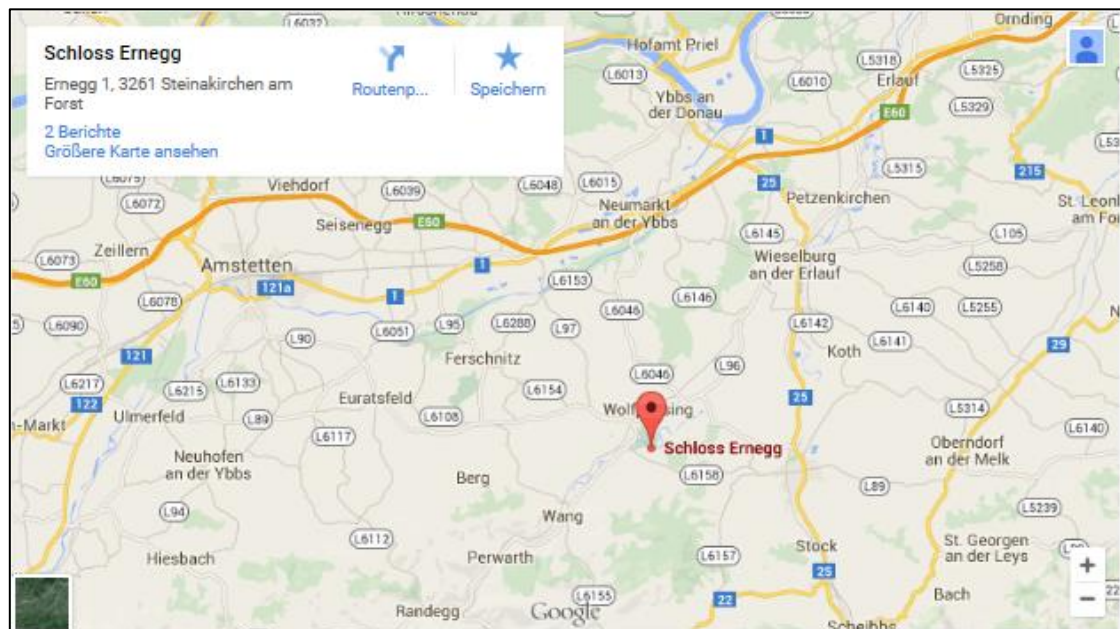 Schloss Ernegg
Ernegg 1, 3261 Steinakirchen am
Forst
2 Berichte
Größere Karte ansehen
Routenp...
Speichern
L6032
Ornding
Hofamt Priel
L6013
L6010
L5318
L5325
Erlauf
Ybbs an
der Donau
L5329
E60
1
L5315
215
L6072
Viehdorf
L6039
L6048
L6015
25
Petzenkirchen
Seisenegg
E60
Neumarkt
an der Ybbs
St. Leon
am Fo
Zeillern
L6145
L105
L6073
Amstetten
1
Wieselburg
an der Erlauf
L5258
E60
121a
L6153
L6078
1
L6146
L6140
L5255
L6090
L6051
L95
L6288
L97
L6046
L6142
L6141
L90
29
121
Ferschnitz
Koth
L96
L6217
L6215
L6133
L6046
122
Euratsfeld
L6154
25
n-Markt
Ulmerfeld
L89
L6108
L5314
L6140
L6117
Schloss Ernegg
Oberndorf
an der Melk
Neuhofen
an der Ybbs
Berg
L6158
L89
L94
Wang
L5239
L6112
Hiesbach
Perwarth
L6157
Stock
St. Georgen
an der Leys
25
+
L6155
22
Bach
−
Randegg
Google
Scheibbs